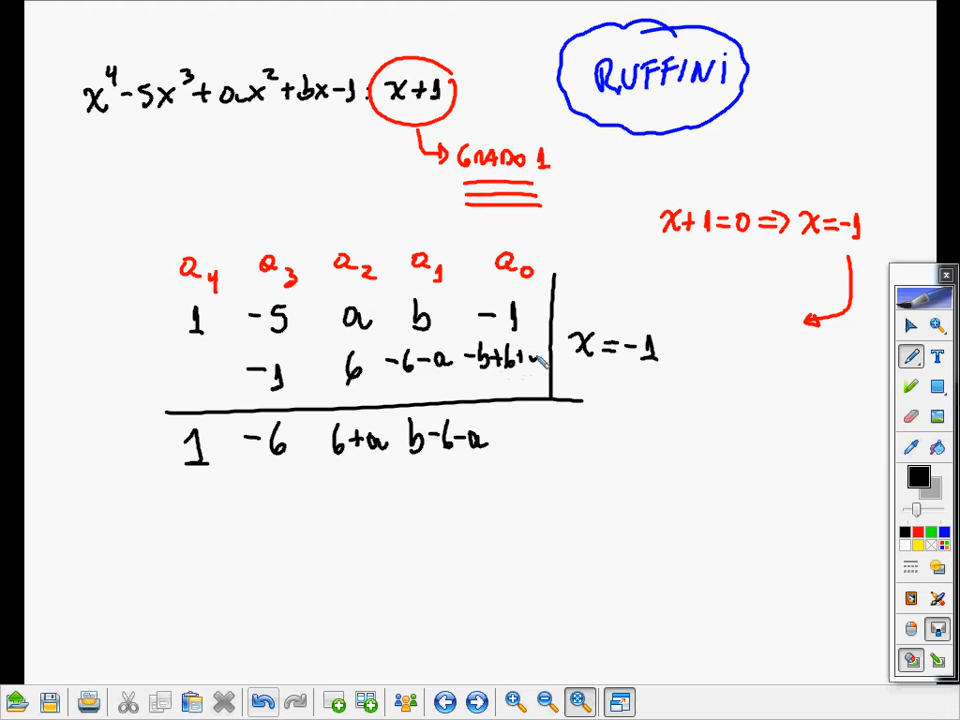 x⁴-5x³+ax²+bx-1: x+1
RUFFINI
GRADO 1
x+1=0 => x=-1
a₄ a₃ a₂ a₁ a₀
1 -5 a b -1
-1 6 -6-a -b+6+
x=-1
1 -6 6+a b-6-a